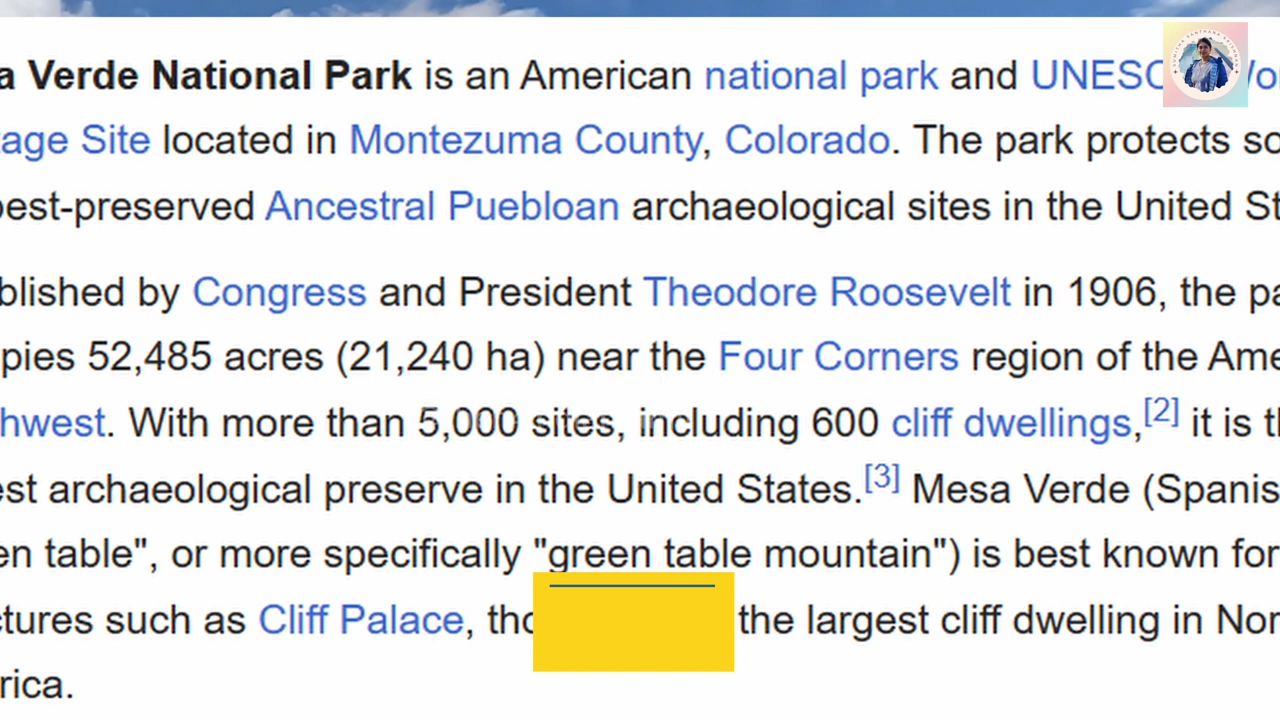 a Verde National Park is an American national park and UNESC
age Site located in Montezuma County, Colorado. The park protects so
best-preserved Ancestral Puebloan archaeological sites in the United St
blished by Congress and President Theodore Roosevelt in 1906, the pa
pies 52,485 acres (21,240 ha) near the Four Corners region of the Ame
hwest. With more than 5,000 sites, including 600 cliff dwellings,[2] it is th
est archaeological preserve in the United States.[3] Mesa Verde (Spanis
en table", or more specifically "green table mountain") is best known for
ctures such as Cliff Palace, tho the largest cliff dwelling in Nor
rica.